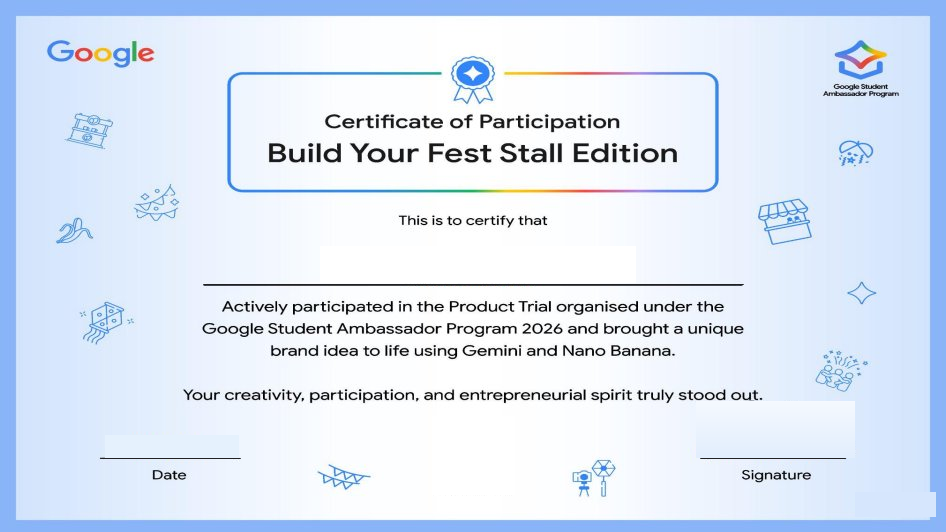 Google
Google Student
Ambassador Program
Certificate of Participation
Build Your Fest Stall Edition
This is to certify that
Actively participated in the Product Trial organised under the
Google Student Ambassador Program 2026 and brought a unique
brand idea to life using Gemini and Nano Banana.
Your creativity, participation, and entrepreneurial spirit truly stood out.
Date
Signature